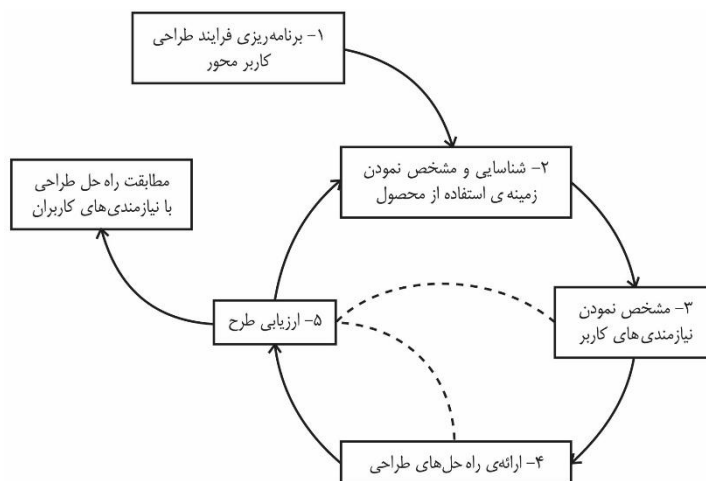 ۱- برنامه‌ریزی فرایند طراحی
کاربر محور
۲- شناسایی و مشخص نمودن
زمینه ی استفاده از محصول
مطابقت راه حل طراحی
با نیازمندی‌های کاربران
۳- مشخص نمودن
نیازمندی‌های کاربر
۵- ارزیابی طرح
۴- ارائه‌ی راه حل‌های طراحی